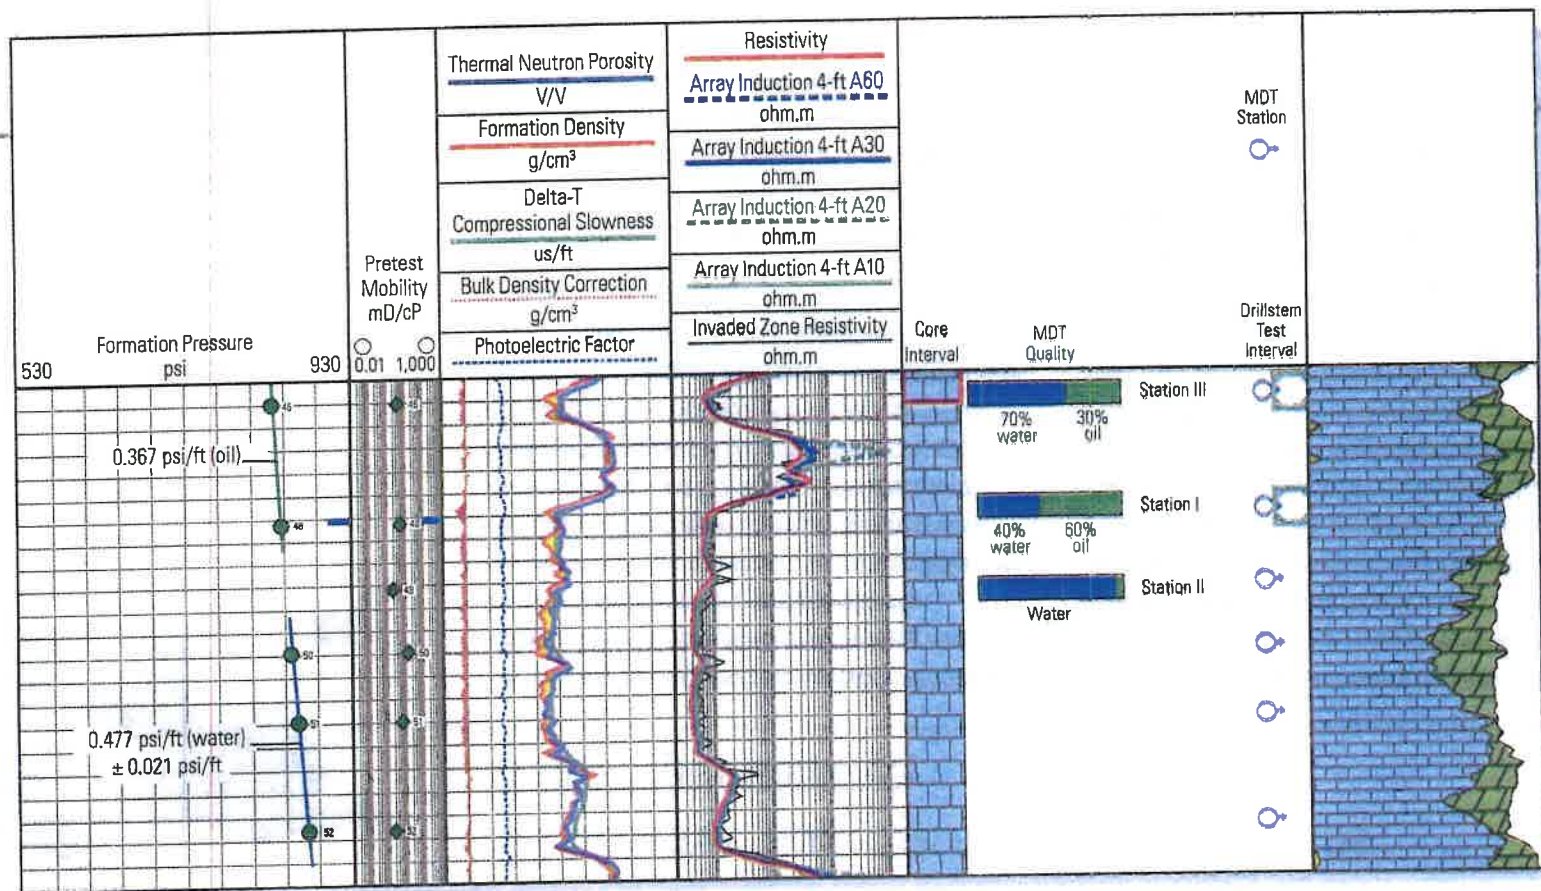 Formation Pressure
psi
530
930
Pretest
Mobility
mD/cP
0.01
1,000
Thermal Neutron Porosity
V/V
Formation Density
g/cm³
Delta-T
Compressional Slowness
us/ft
Bulk Density Correction
g/cm³
Photoelectric Factor
Resistivity
Array Induction 4-ft A60
ohm.m
Array Induction 4-ft A30
ohm.m
Array Induction 4-ft A20
ohm.m
Array Induction 4-ft A10
ohm.m
Invaded Zone Resistivity
ohm.m
Core
Interval
MDT
Quality
MDT
Station
Drillstem
Test
Interval
0.367 psi/ft (oil)
50
51
51
52
52
0.477 psi/ft (water)
± 0.021 psi/ft
Station III
70%
water
30%
oil
Station I
40%
water
60%
oil
Station II
Water